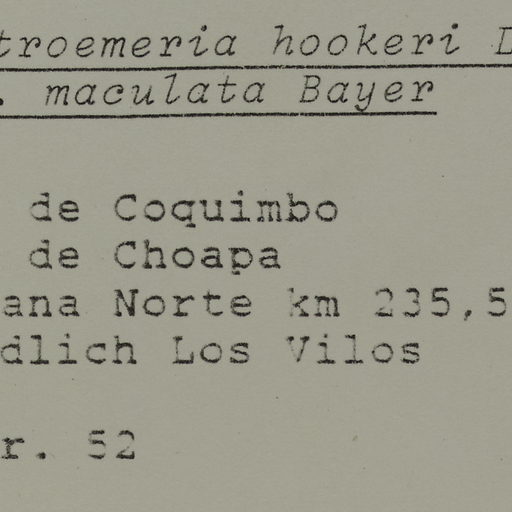 troemeria hookeri
. maculata Bayer
de Coquimbo
de Choapa
ana Norte km 235,5
dlich Los Vilos
r. 52